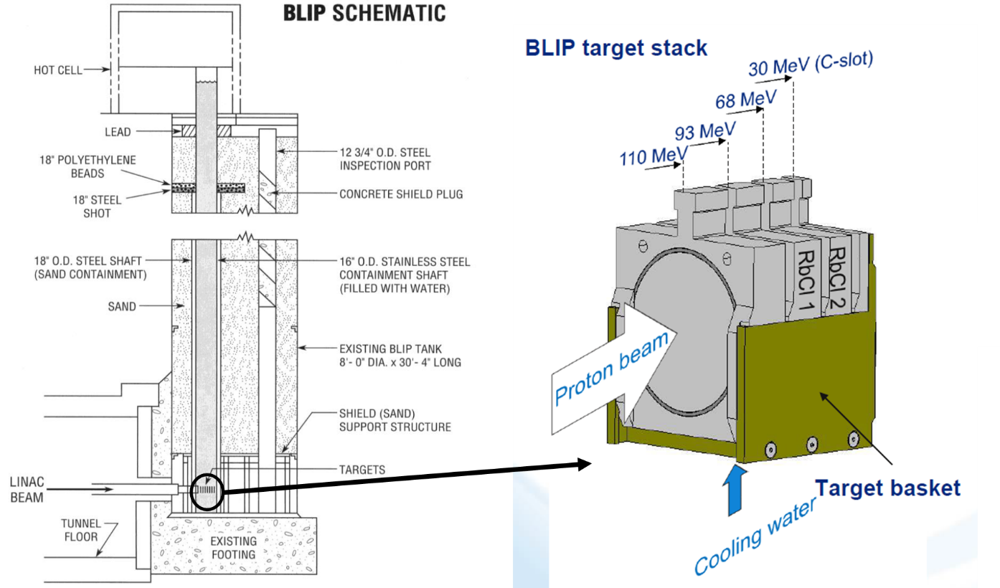 BLIP SCHEMATIC
HOT CELL
LEAD
18" POLYETHYLENE
BEADS
18" STEEL
SHOT
12 3/4" O.D. STEEL
INSPECTION PORT
CONCRETE SHIELD PLUG
18" O.D. STEEL SHAFT
(SAND CONTAINMENT)
16" O.D. STAINLESS STEEL
CONTAINMENT SHAFT
(FILLED WITH WATER)
SAND
EXISTING BLIP TANK
8'- 0" DIA. x 30'- 4" LONG
SHIELD (SAND)
SUPPORT STRUCTURE
TARGETS
LINAC
BEAM
TUNNEL
FLOOR
EXISTING
FOOTING
BLIP target stack
30 MeV (C-slot)
68 MeV
93 MeV
110 MeV
RbCl 1
RbCl 2
Proton beam
Target basket
Cooling water